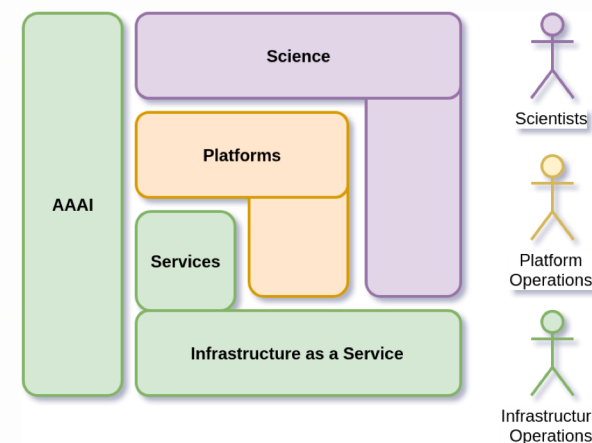 Science
Scientists
Platforms
AAAI
Services
Platform
Operations
Infrastructure as a Service
Infrastructur
Operations